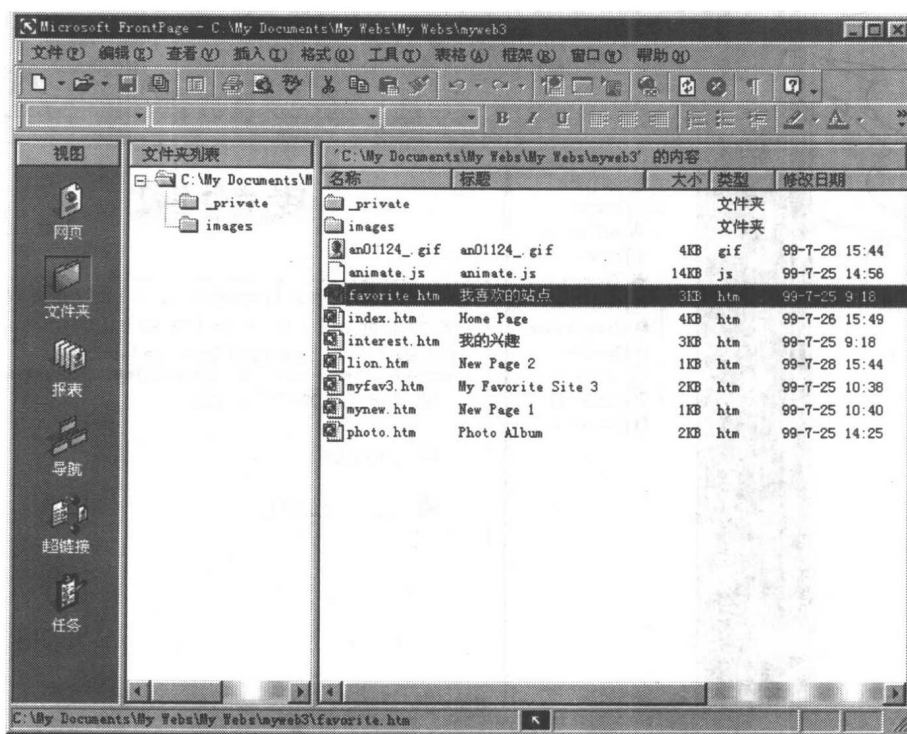 Microsoft FrontPage - C:\My Documents\My Webs\My Webs\myweb3
文件(F) 编辑(E) 查看(V) 插入(I) 格式(O) 工具(T) 表格(A) 框架(R) 窗口(W) 帮助(H)
B I U
视图 文件夹列表 'C:\My Documents\My Webs\My Webs\myweb3' 的内容
C:\My Documents\M 名称 标题 大小 类型 修改日期
_private _private 文件夹
images images 文件夹
an01124_.gif an01124_.gif 4KB gif 99-7-28 15:44
animate.js animate.js 14KB js 99-7-25 14:56
favorite.htm 我喜欢的站点 3KB htm 99-7-25 9:18
index.htm Home Page 4KB htm 99-7-26 15:49
interest.htm 我的兴趣 3KB htm 99-7-25 9:18
lion.htm New Page 2 1KB htm 99-7-28 15:44
myfav3.htm My Favorite Site 3 2KB htm 99-7-25 10:38
mynew.htm New Page 1 1KB htm 99-7-25 10:40
photo.htm Photo Album 2KB htm 99-7-25 14:25
网页
文件夹
报表
导航
超链接
任务
C:\My Documents\My Webs\My Webs\myweb3\favorite.htm